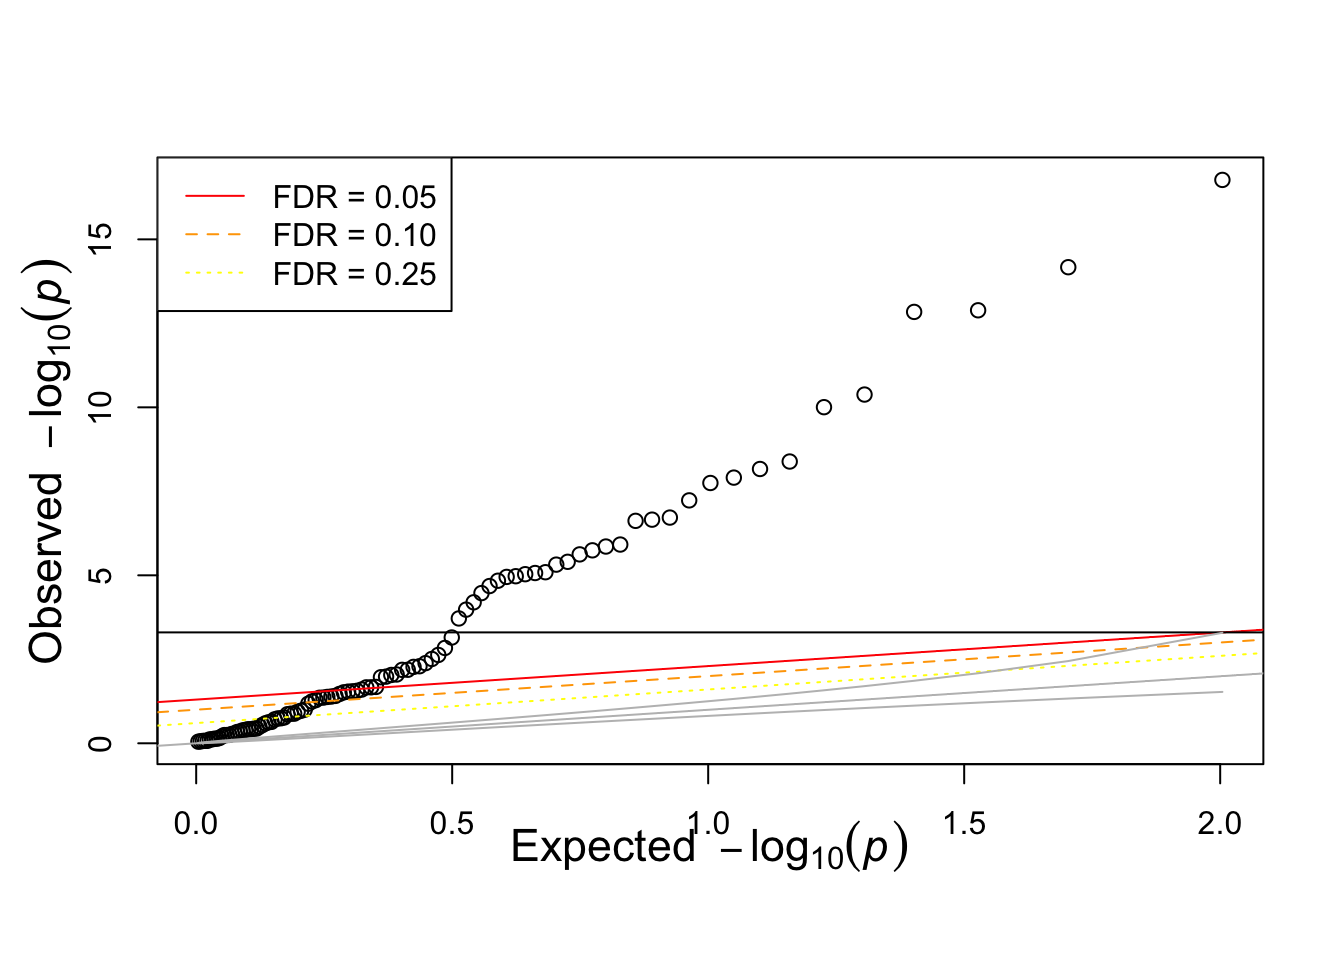 FDR = 0.05
FDR = 0.10
FDR = 0.25
Observed −log10(p)
15
10
5
0
0.0 0.5 1.0 1.5 2.0
Expected −log10(p)